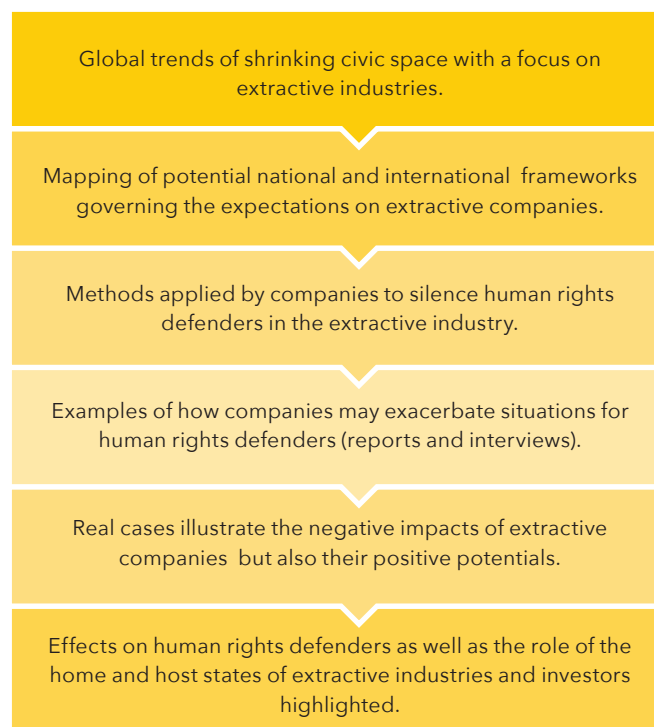 Global trends of shrinking civic space with a focus on
extractive industries.
Mapping of potential national and international frameworks
governing the expectations on extractive companies.
Methods applied by companies to silence human rights
defenders in the extractive industry.
Examples of how companies may exacerbate situations for
human rights defenders (reports and interviews).
Real cases illustrate the negative impacts of extractive
companies but also their positive potentials.
Effects on human rights defenders as well as the role of the
home and host states of extractive industries and investors
highlighted.